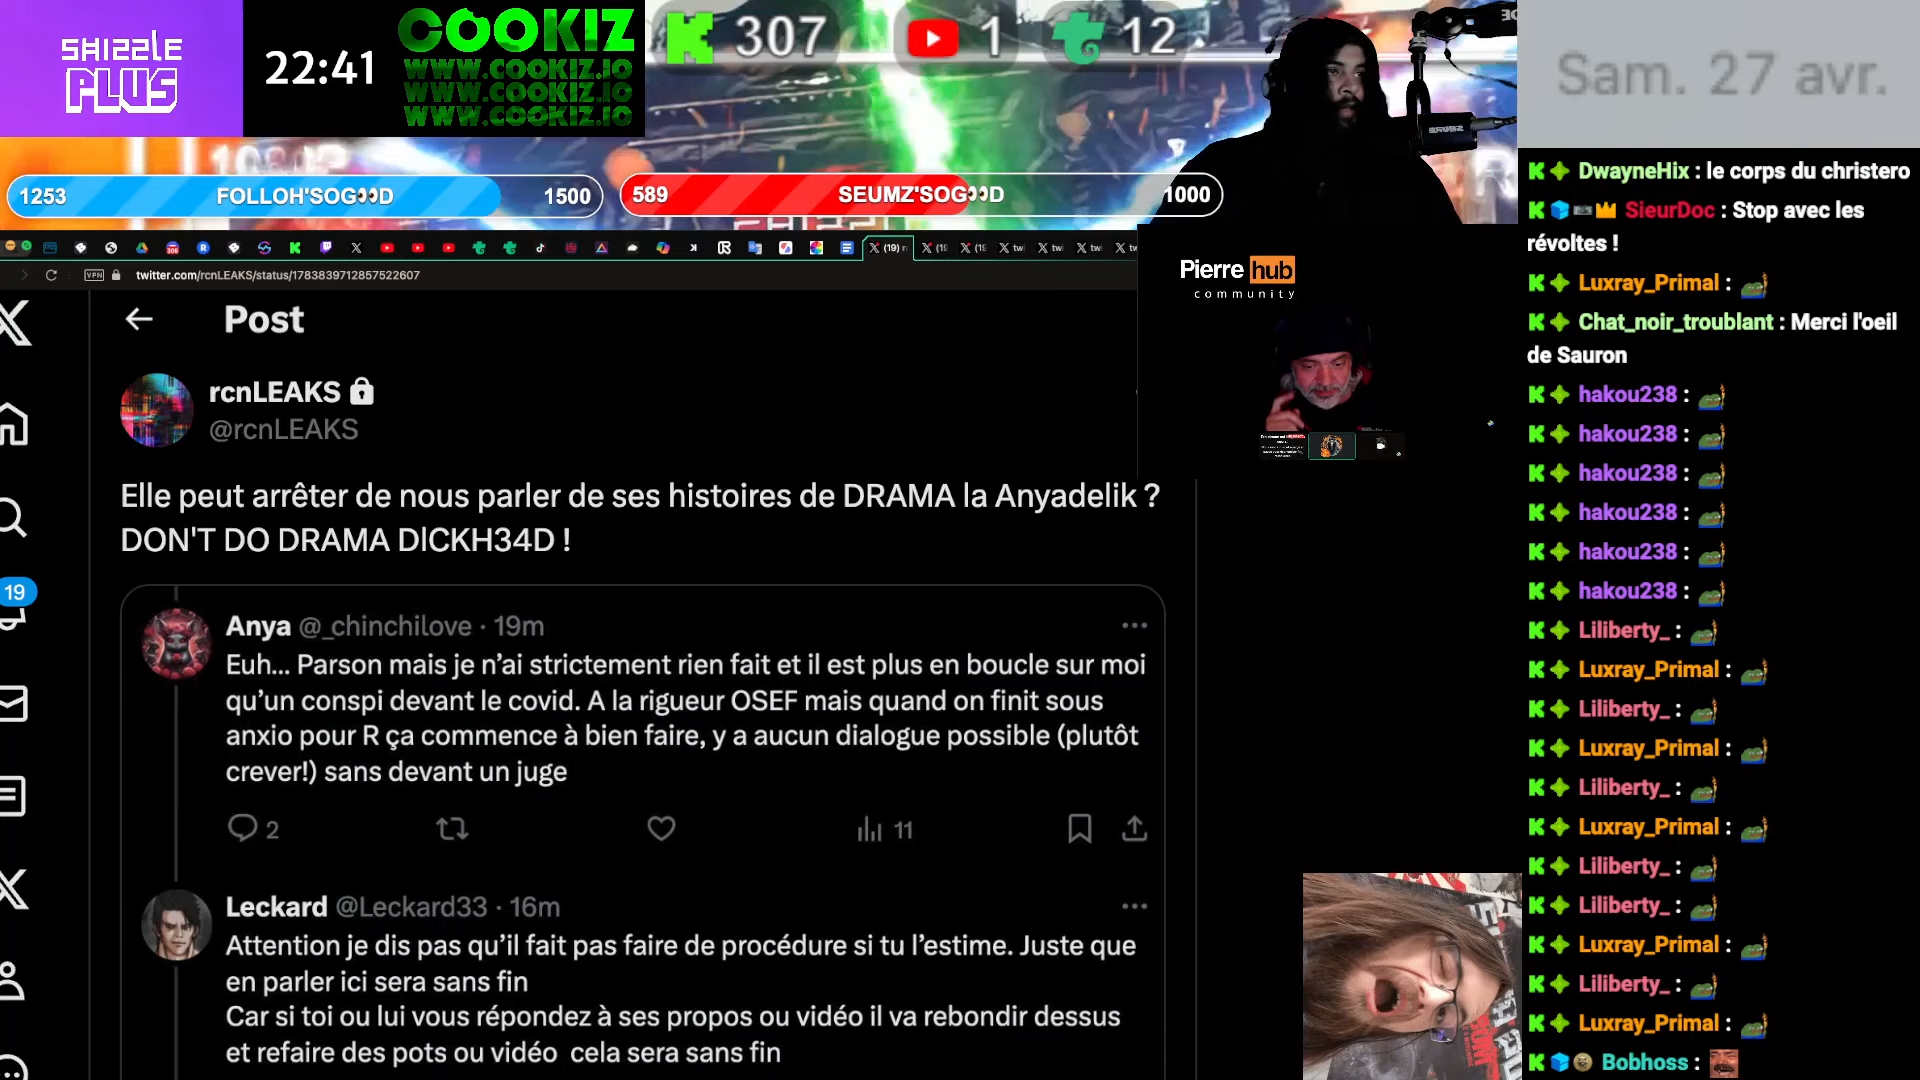 SHIZZLE
PLUS
22:41
COOKIZ
WWW.COOKIZ.IO
WWW.COOKIZ.IO
WWW.COOKIZ.IO
307
1
12
Sam. 27 avr.
1253 FOLLOH'SOG👀D 1500
589 SEUMZ'SOG👀D 1000
twitter.com/rcnLEAKS/status/1783839712857522607
VPN
Pierre hub
community
Post
rcnLEAKS
@rcnLEAKS
Elle peut arrêter de nous parler de ses histoires de DRAMA la Anyadelik ?
DON'T DO DRAMA DICKH34D !
19
Anya @_chinchilove · 19m
Euh... Parson mais je n’ai strictement rien fait et il est plus en boucle sur moi
qu’un conspi devant le covid. A la rigueur OSEF mais quand on finit sous
anxio pour R ça commence à bien faire, y a aucun dialogue possible (plutôt
crever!) sans devant un juge
2
11
Leckard @Leckard33 · 16m
Attention je dis pas qu’il fait pas faire de procédure si tu l’estime. Juste que
en parler ici sera sans fin
Car si toi ou lui vous répondez à ses propos ou vidéo il va rebondir dessus
et refaire des pots ou vidéo cela sera sans fin
DwayneHix : le corps du christero
SieurDoc : Stop avec les
révoltes !
Luxray_Primal :
Chat_noir_troublant : Merci l'oeil
de Sauron
hakou238 :
hakou238 :
hakou238 :
hakou238 :
hakou238 :
hakou238 :
Liliberty_ :
Luxray_Primal :
Liliberty_ :
Luxray_Primal :
Liliberty_ :
Luxray_Primal :
Liliberty_ :
Liliberty_ :
Luxray_Primal :
Liliberty_ :
Luxray_Primal :
Bobhoss :